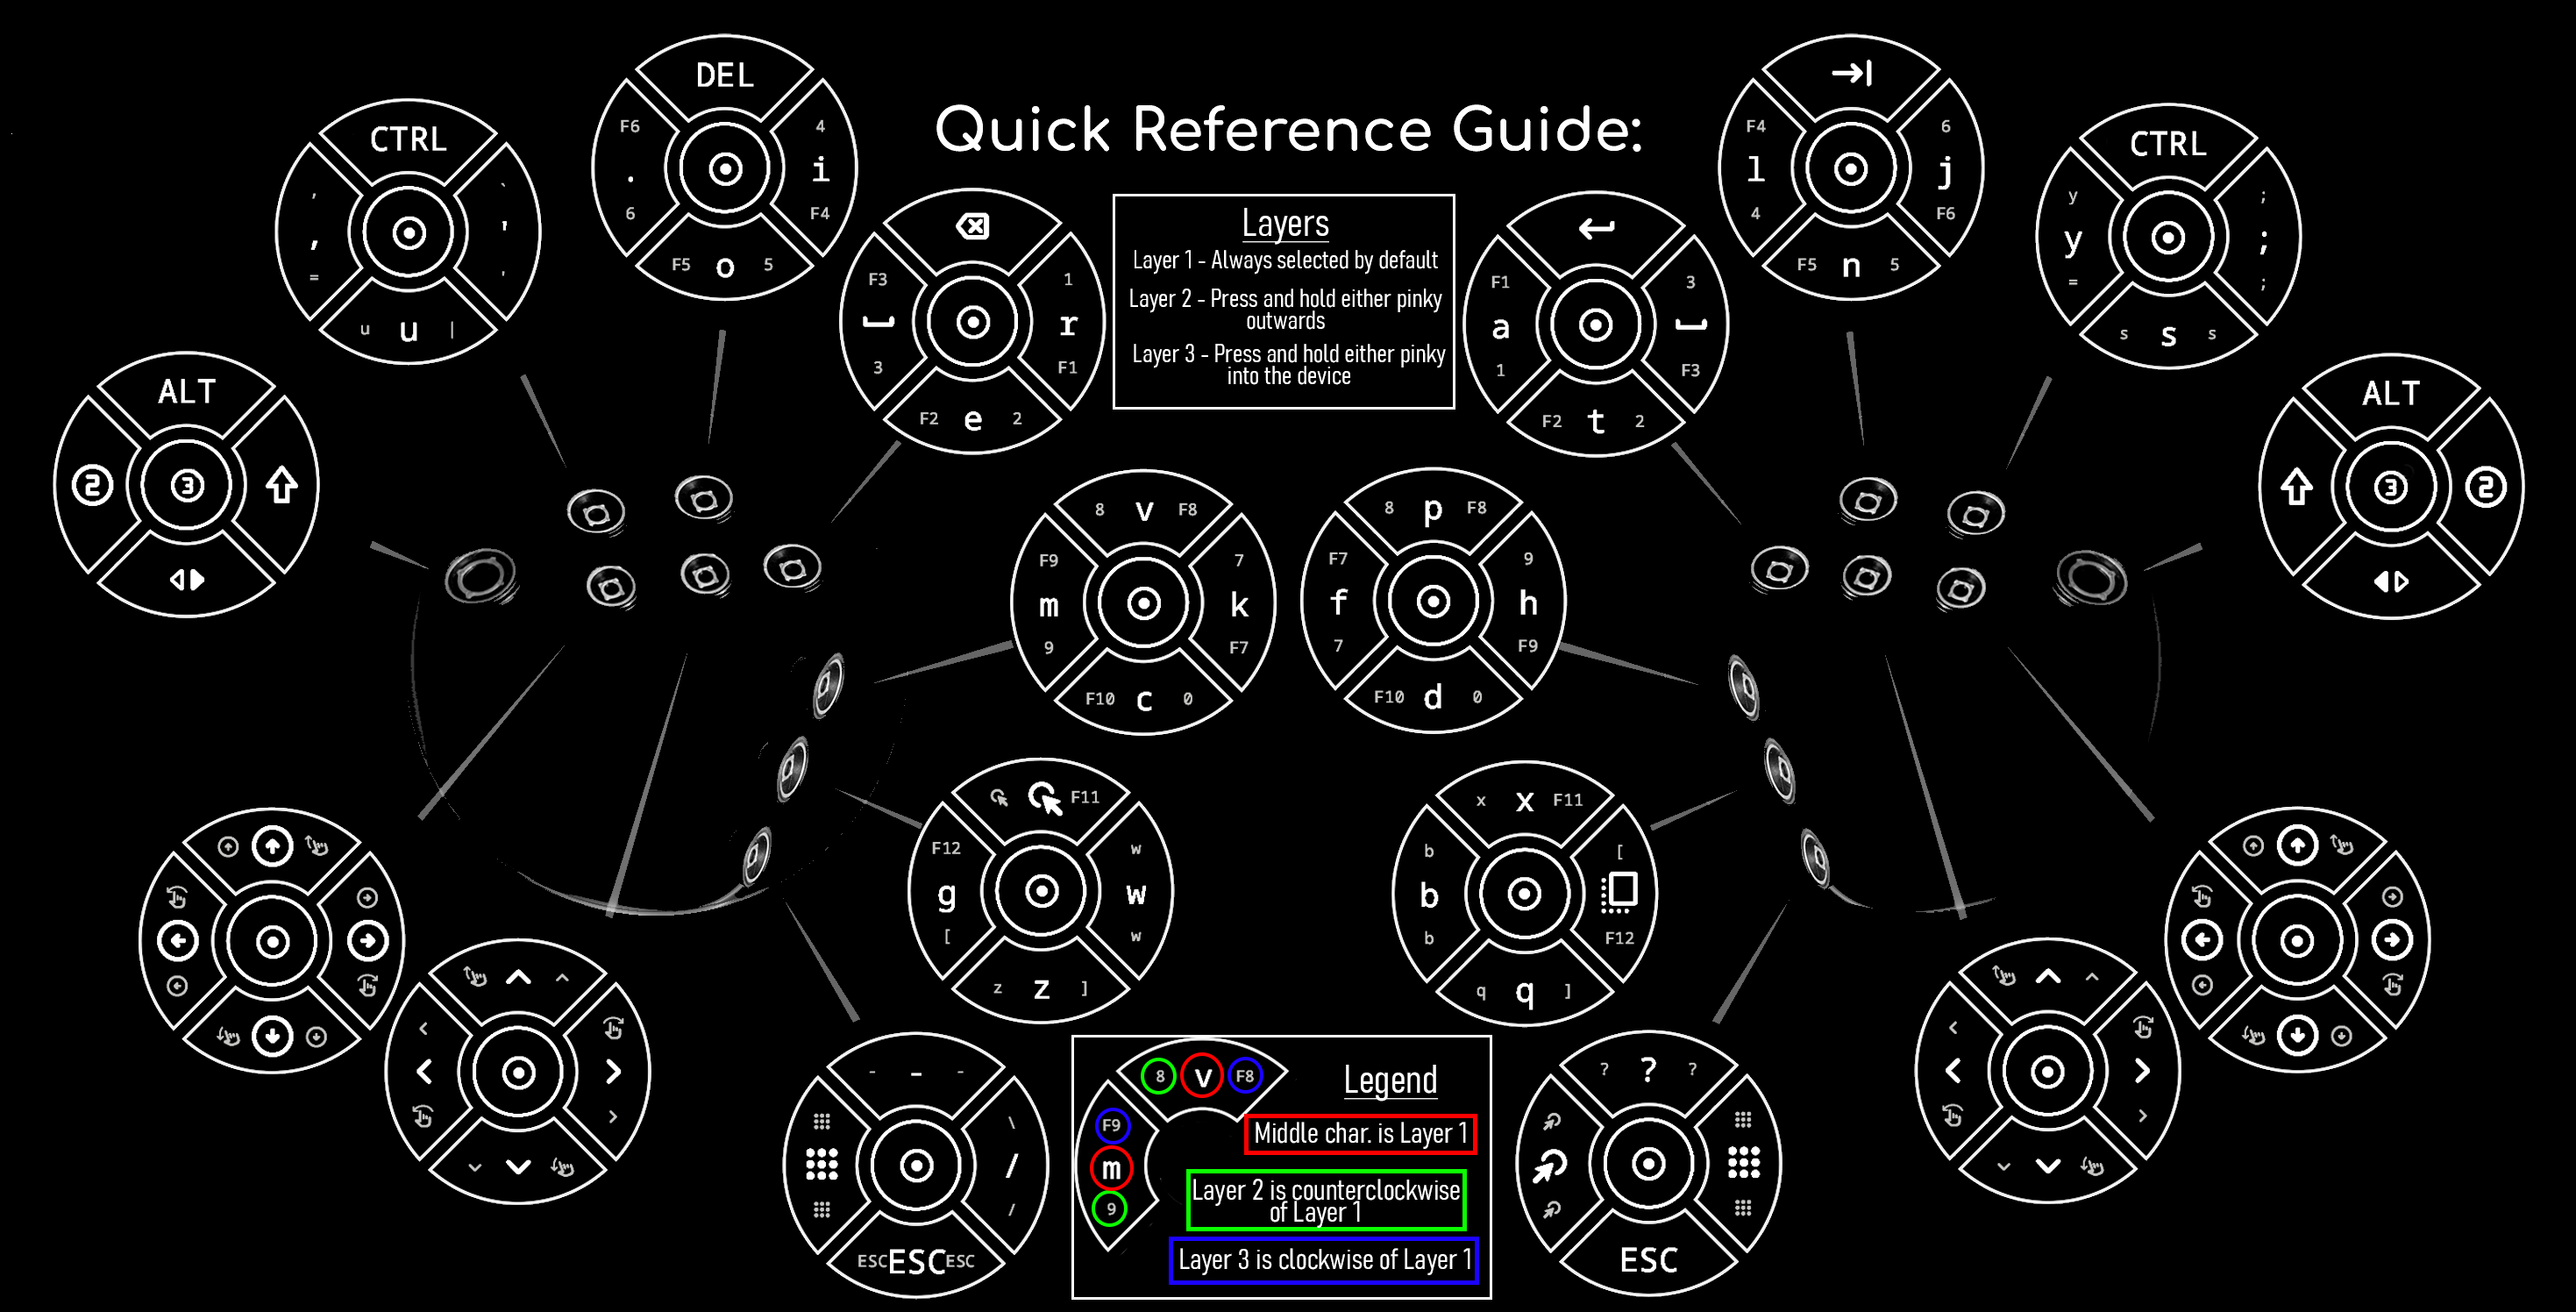 Quick Reference Guide:
Layers
Layer 1 - Always selected by default
Layer 2 - Press and hold either pinky
outwards
Layer 3 - Press and hold either pinky
into the device
ALT
2 3
CTRL
, `
, '
= '
u u |
DEL
F6 4
. i
6 F4
F5 o 5
F3 1
r
3 F1
F2 e 2
F1 3
a
1 F3
F2 t 2
F4 6
l j
4 F6
F5 n 5
CTRL
y ;
y ;
= ;
s s s
ALT
3 2
8 v F8
F9 7
m k
9 F7
F10 c 0
8 p F8
F7 9
f h
7 F9
F10 d 0
F11
F12 w
g w
[ w
z z ]
x x F11
b [
b
b F12
q q ]
- - -
\
/
/
ESC ESC ESC
? ? ?
ESC
Legend
8 v F8
F9
m
9
Middle char. is Layer 1
Layer 2 is counterclockwise
of Layer 1
Layer 3 is clockwise of Layer 1